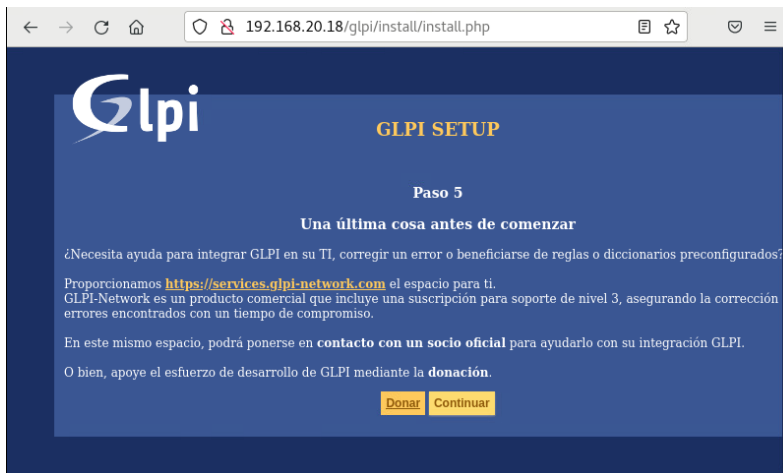 192.168.20.18/glpi/install/install.php
Glpi
GLPI SETUP
Paso 5
Una última cosa antes de comenzar
¿Necesita ayuda para integrar GLPI en su TI, corregir un error o beneficiarse de reglas o diccionarios preconfigurados?
Proporcionamos https://services.glpi-network.com el espacio para ti.
GLPI-Network es un producto comercial que incluye una suscripción para soporte de nivel 3, asegurando la corrección
errores encontrados con un tiempo de compromiso.
En este mismo espacio, podrá ponerse en contacto con un socio oficial para ayudarlo con su integración GLPI.
O bien, apoye el esfuerzo de desarrollo de GLPI mediante la donación.
Donar Continuar